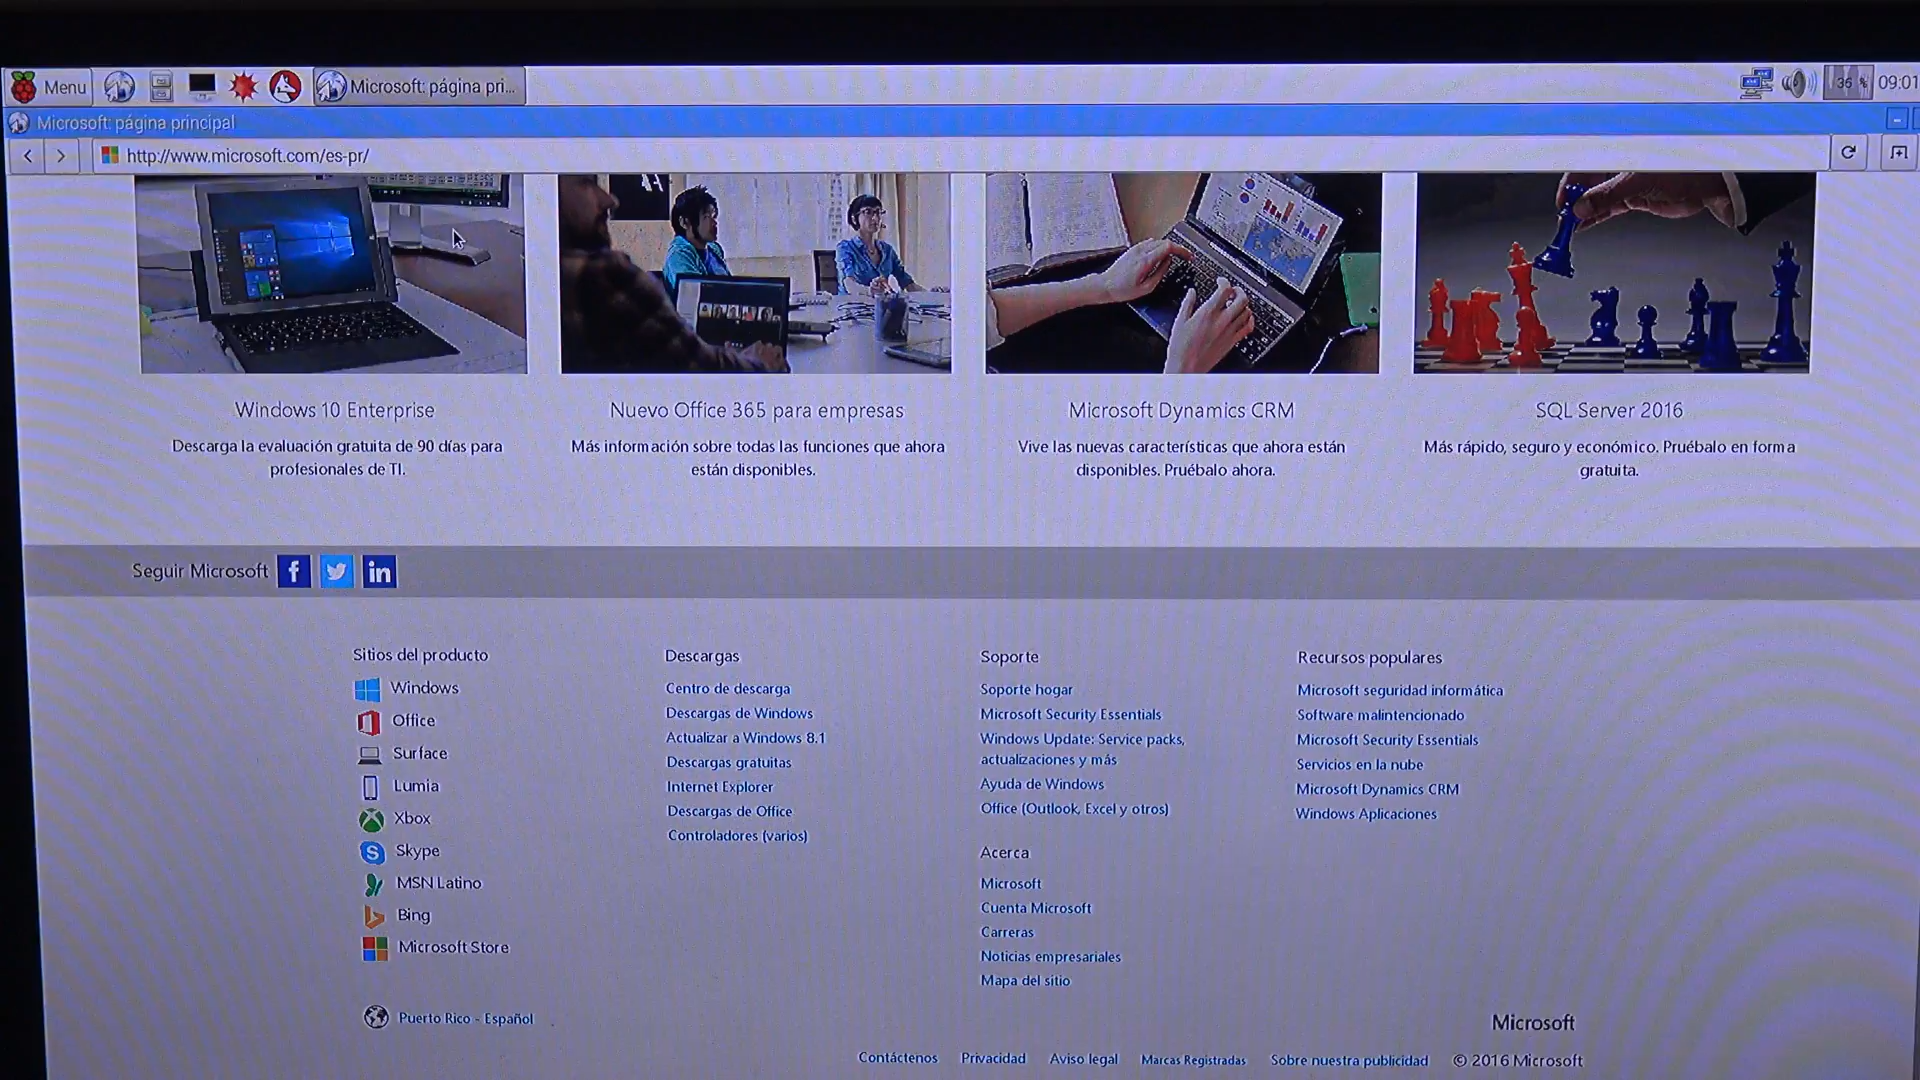 Menu
Microsoft: página pri...
36 %
09:01
Microsoft: página principal
http://www.microsoft.com/es-pr/
Windows 10 Enterprise
Descarga la evaluación gratuita de 90 días para
profesionales de TI.
Nuevo Office 365 para empresas
Más información sobre todas las funciones que ahora
están disponibles.
Microsoft Dynamics CRM
Vive las nuevas características que ahora están
disponibles. Pruébalo ahora.
SQL Server 2016
Más rápido, seguro y económico. Pruébalo en forma
gratuita.
Seguir Microsoft
Sitios del producto
Windows
Office
Surface
Lumia
Xbox
Skype
MSN Latino
Bing
Microsoft Store
Descargas
Centro de descarga
Descargas de Windows
Actualizar a Windows 8.1
Descargas gratuitas
Internet Explorer
Descargas de Office
Controladores (varios)
Soporte
Soporte hogar
Microsoft Security Essentials
Windows Update: Service packs,
actualizaciones y más
Ayuda de Windows
Office (Outlook, Excel y otros)
Acerca
Microsoft
Cuenta Microsoft
Carreras
Noticias empresariales
Mapa del sitio
Recursos populares
Microsoft seguridad informática
Software malintencionado
Microsoft Security Essentials
Servicios en la nube
Microsoft Dynamics CRM
Windows Aplicaciones
Puerto Rico - Español
Microsoft
Contáctenos Privacidad Aviso legal Marcas Registradas Sobre nuestra publicidad © 2016 Microsoft